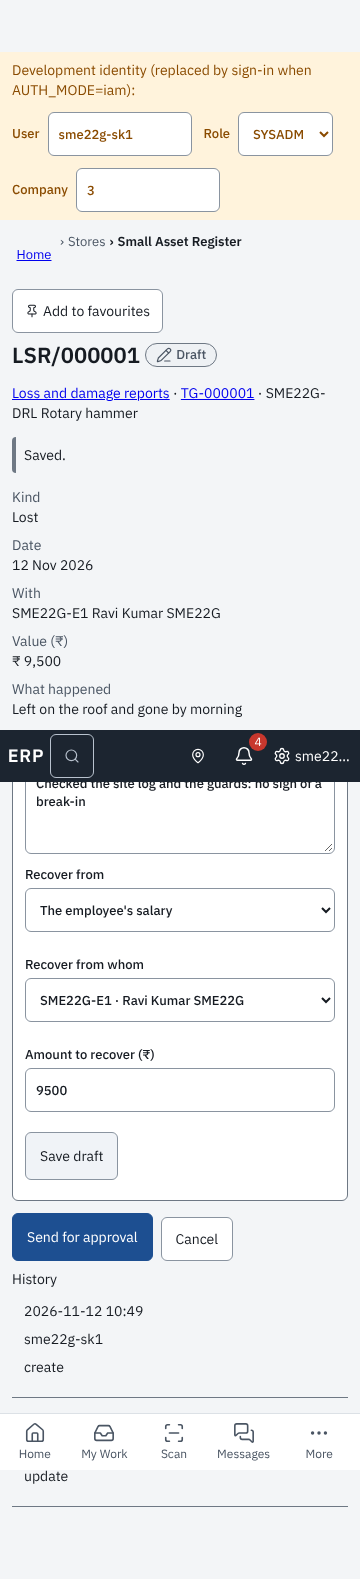 Development identity (replaced by sign-in when
AUTH_MODE=iam):
User sme22g-sk1 Role SYSADM
Company 3
Home › Stores › Small Asset Register
Add to favourites
LSR/000001 Draft
Loss and damage reports · TG-000001 · SME22G-
DRL Rotary hammer
Saved.
Kind
Lost
Date
12 Nov 2026
With
SME22G-E1 Ravi Kumar SME22G
Value (₹)
₹ 9,500
What happened
Left on the roof and gone by morning
ERP 4 sme22...
Checked the site log and the guards: no sign of a
break-in
Recover from
The employee's salary
Recover from whom
SME22G-E1 · Ravi Kumar SME22G
Amount to recover (₹)
9500
Save draft
Send for approval Cancel
History
2026-11-12 10:49
sme22g-sk1
create
Home My Work Scan Messages More
update